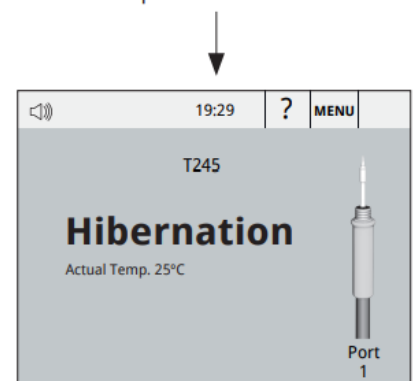 19:29 ? MENU
T245
Hibernation
Actual Temp. 25ºC
Port
1